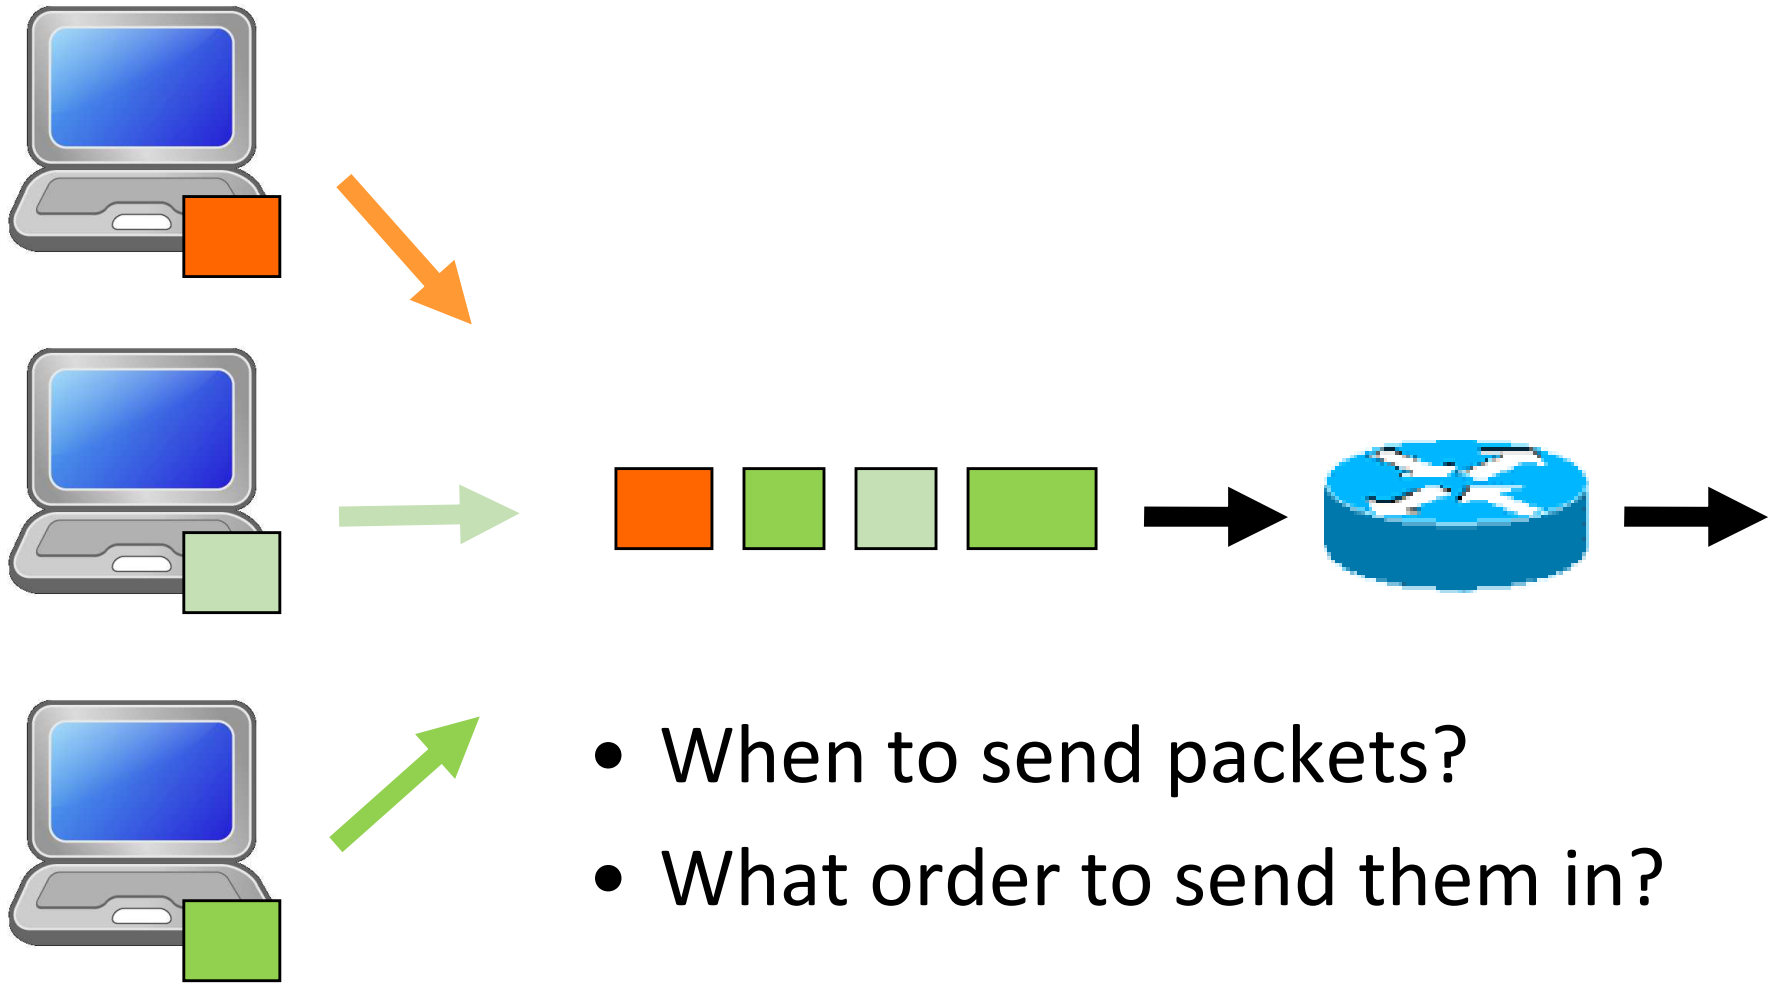 • When to send packets?
• What order to send them in?